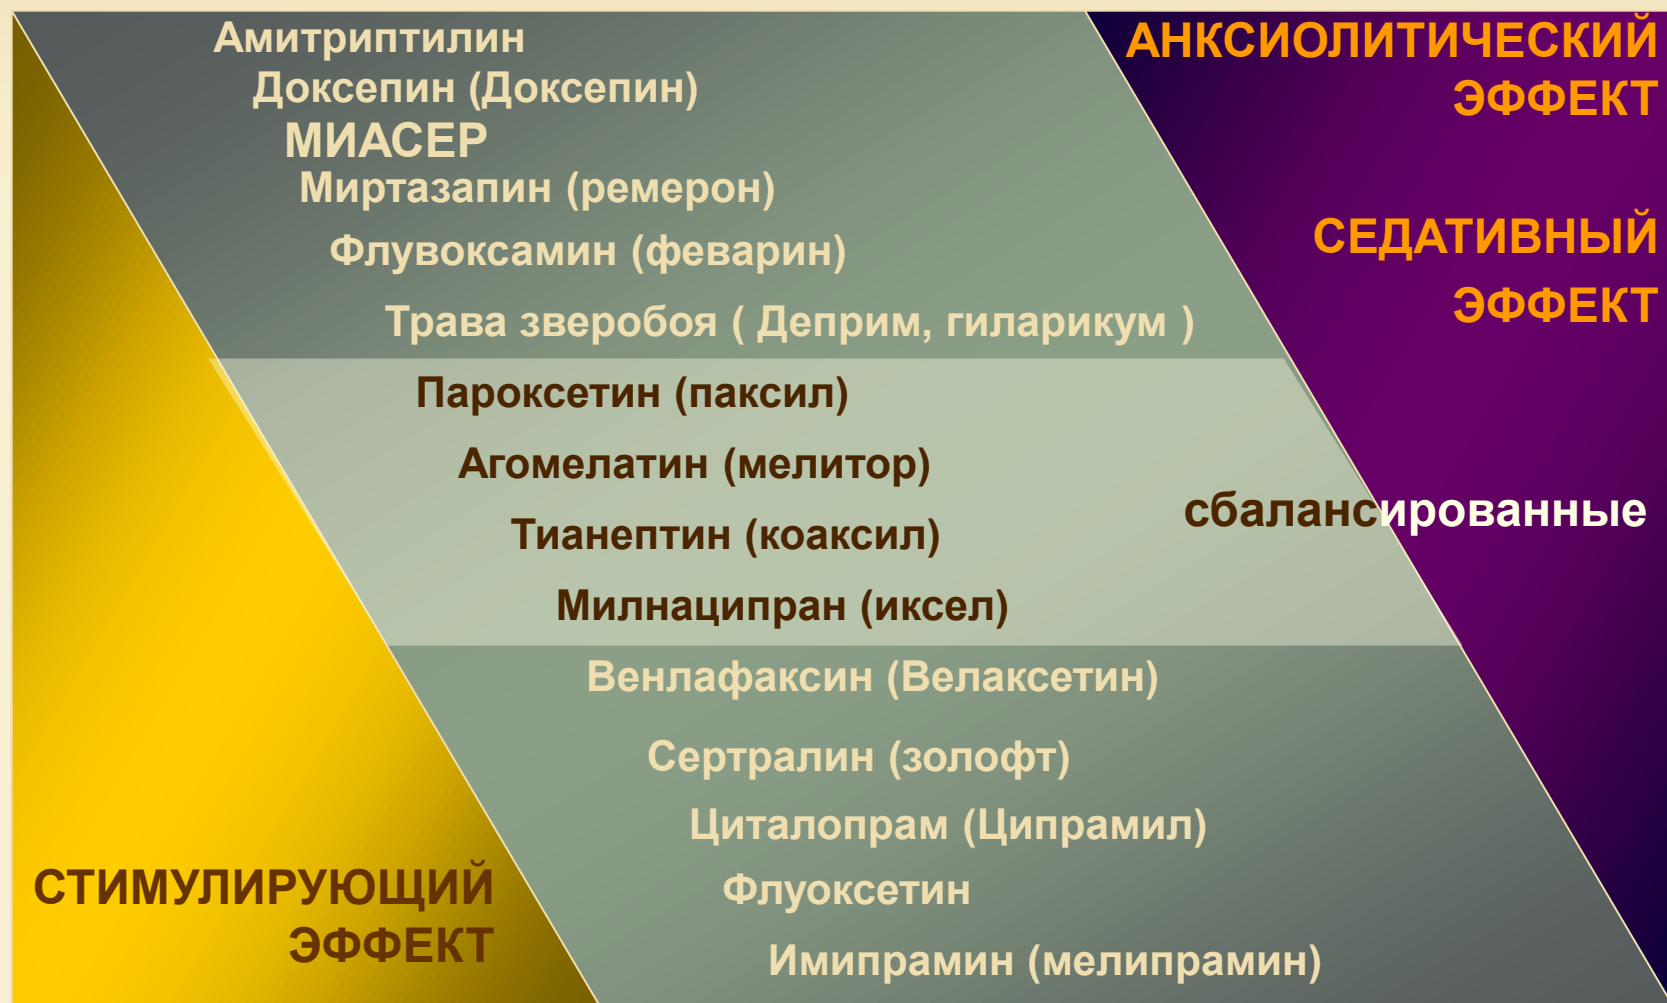 Амитриптилин
Доксепин (Доксепин)
МИАСЕР
Миртазапин (ремерон)
Флувоксамин (феварин)
Трава зверобоя ( Деприм, гиларикум )
Пароксетин (паксил)
Агомелатин (мелитор)
Тианептин (коаксил)
Милнаципран (иксел)
Венлафаксин (Велаксетин)
Сертралин (золофт)
Циталопрам (Ципрамил)
Флуоксетин
Имипрамин (мелипрамин)
АНКСИОЛИТИЧЕСКИЙ
ЭФФЕКТ
СЕДАТИВНЫЙ
ЭФФЕКТ
сбалансированные
СТИМУЛИРУЮЩИЙ
ЭФФЕКТ